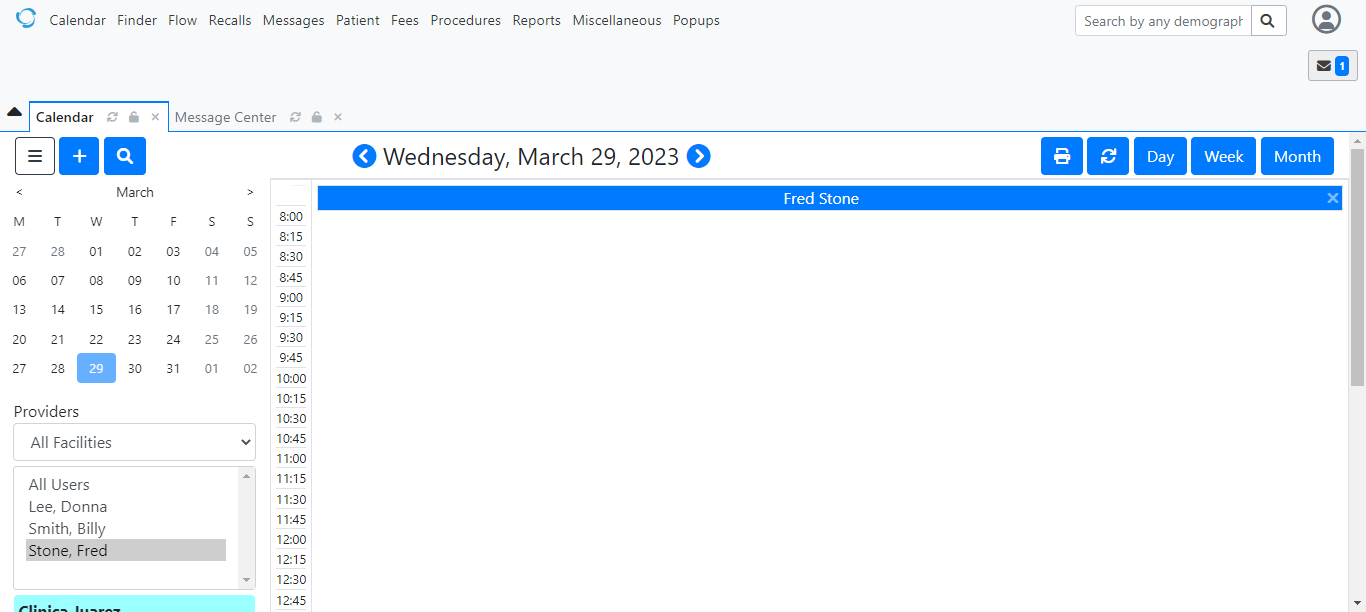 Calendar Finder Flow Recalls Messages Patient Fees Procedures Reports Miscellaneous Popups
Search by any demograph
1
Calendar Message Center
Wednesday, March 29, 2023
Day Week Month
< March >
M T W T F S S
27 28 01 02 03 04 05
06 07 08 09 10 11 12
13 14 15 16 17 18 19
20 21 22 23 24 25 26
27 28 29 30 31 01 02
Providers
All Facilities
All Users
Lee, Donna
Smith, Billy
Stone, Fred
Clinica Juarez
Fred Stone
8:00
8:15
8:30
8:45
9:00
9:15
9:30
9:45
10:00
10:15
10:30
10:45
11:00
11:15
11:30
11:45
12:00
12:15
12:30
12:45